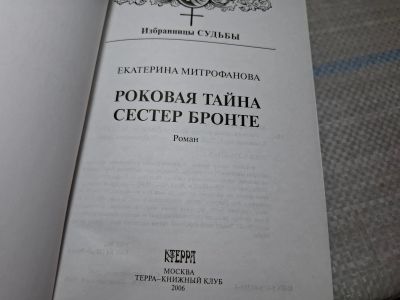 Избранницы СУДЬБЫ
ЕКАТЕРИНА МИТРОФАНОВА
РОКОВАЯ ТАЙНА
СЕСТЕР БРОНТЕ
Роман
ТЕРРА
МОСКВА
ТЕРРА–КНИЖНЫЙ КЛУБ
2006